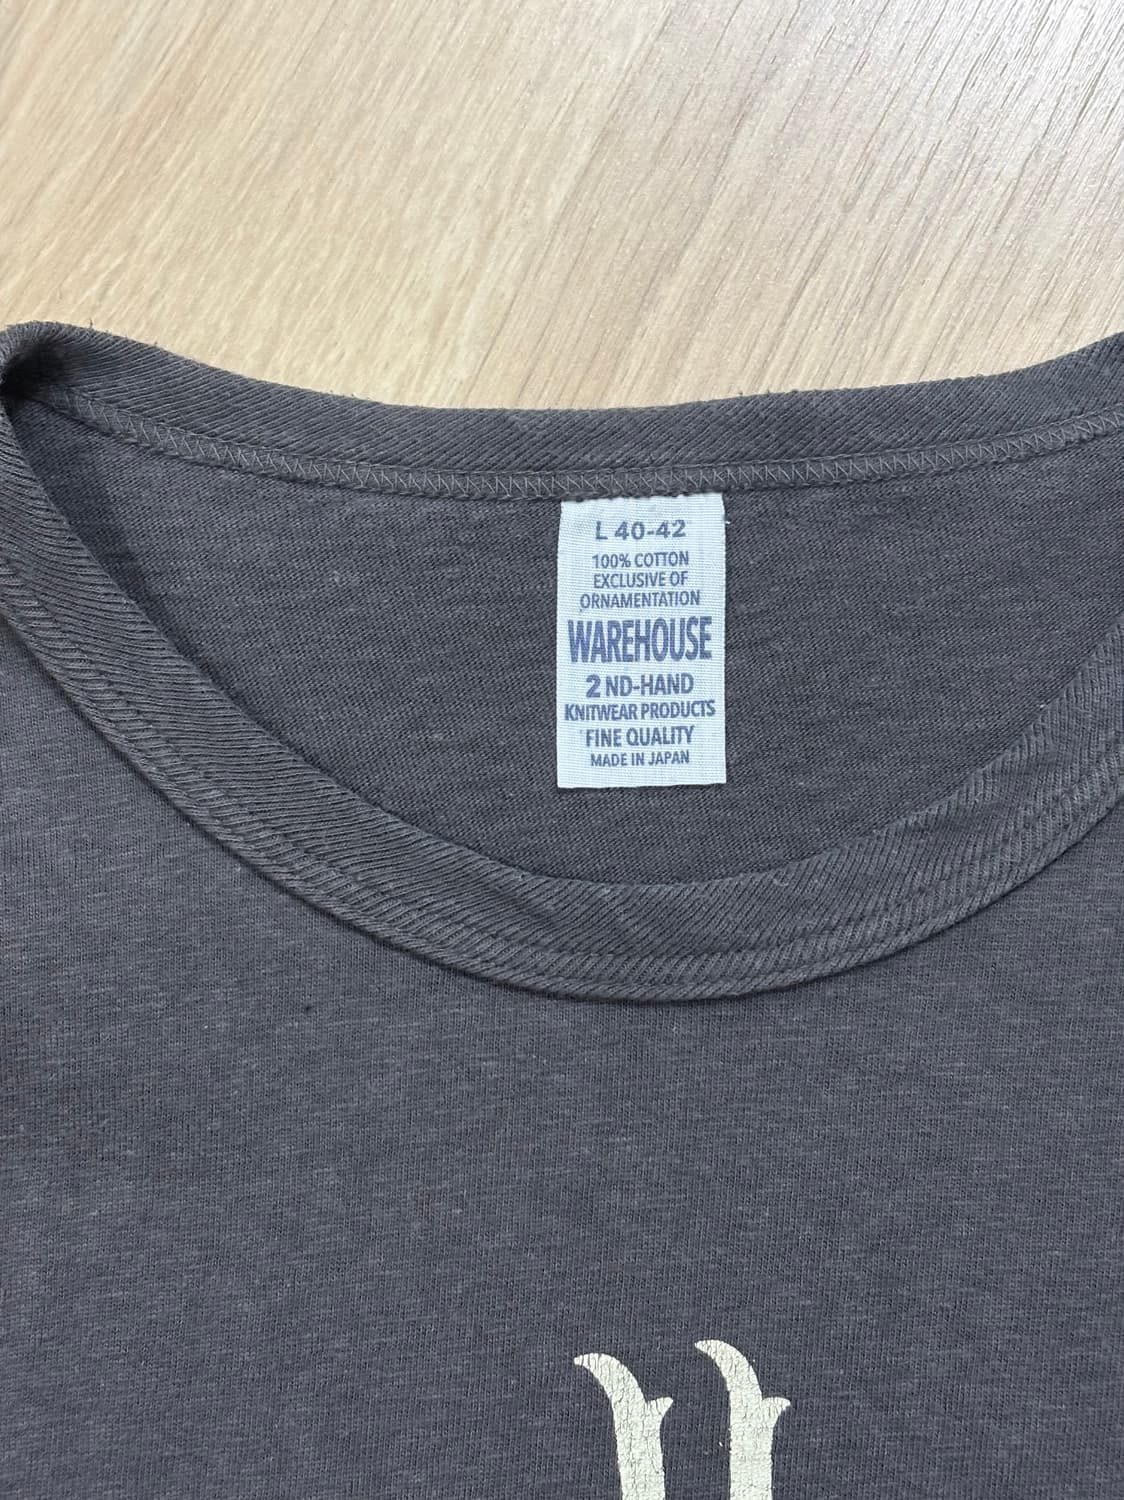 L 40-42
100% COTTON
EXCLUSIVE OF
ORNAMENTATION
WAREHOUSE
2 ND-HAND
KNITWEAR PRODUCTS
FINE QUALITY
MADE IN JAPAN